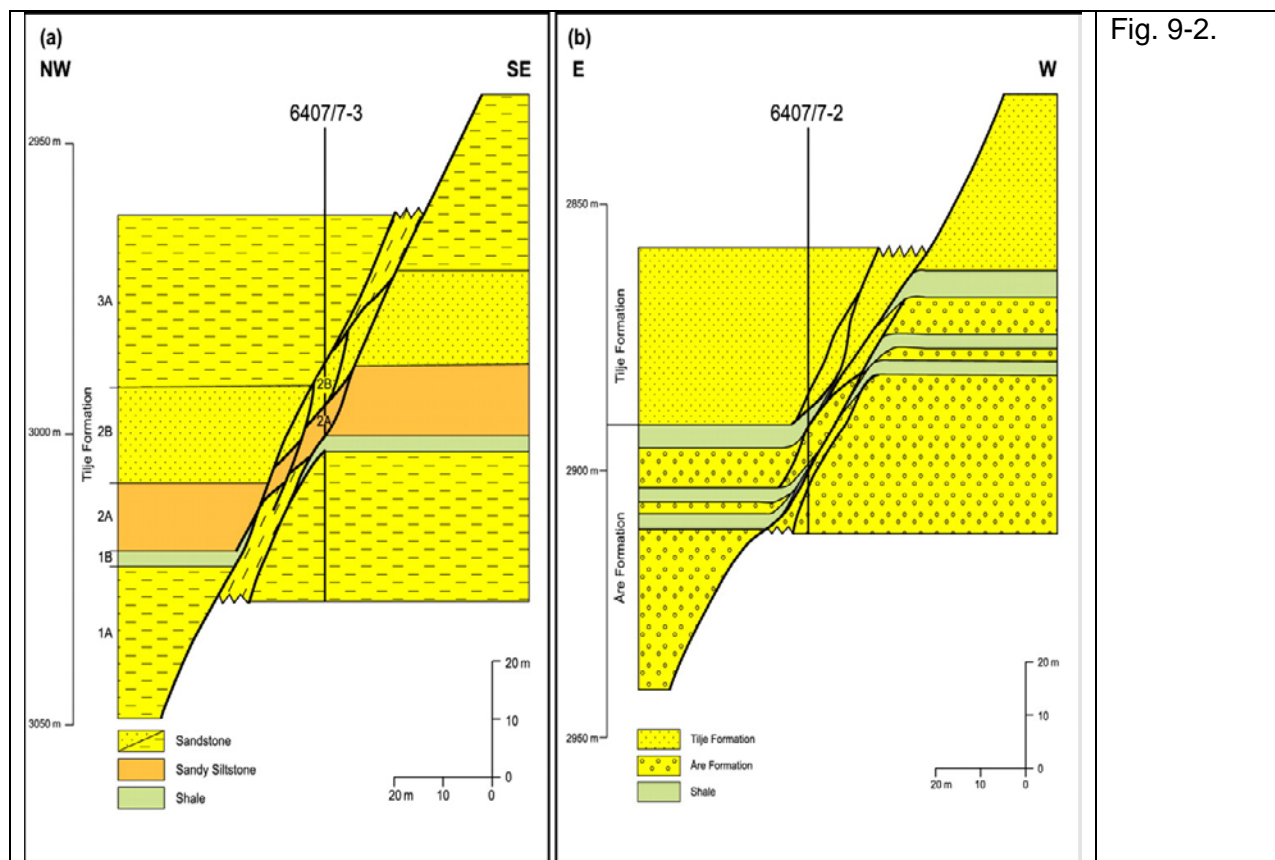 Fig. 9-2.
(a)
NW
SE
6407/7-3
2950 m
3000 m
3050 m
Tilje Formation
3A
2B
2A
1B
1A
2B
2A
20 m
10
0
20 m 10 0
Sandstone
Sandy Siltstone
Shale
(b)
E
W
6407/7-2
2850 m
2900 m
2950 m
Tilje Formation
Åre Formation
20 m
10
0
20 m 10 0
Tilje Formation
Åre Formation
Shale